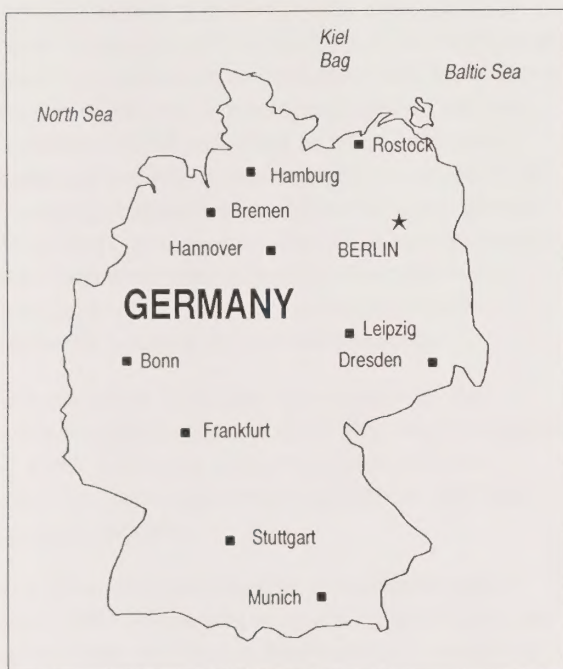 Kiel
Bag
Baltic Sea
North Sea
Rostock
Hamburg
Bremen
Hannover
BERLIN
GERMANY
Leipzig
Bonn
Dresden
Frankfurt
Stuttgart
Munich